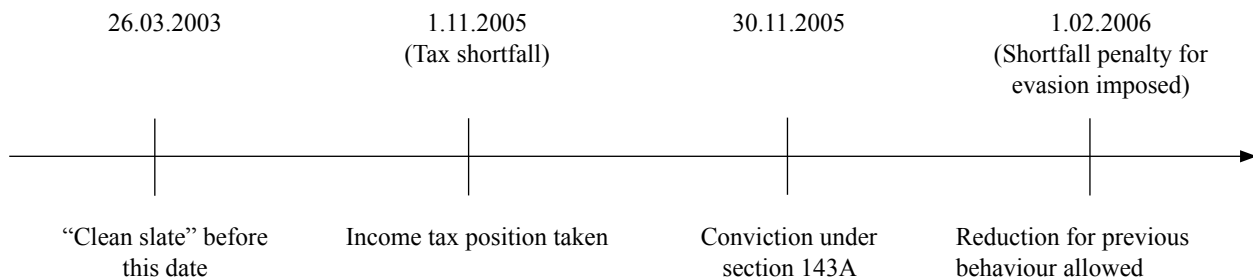 26.03.2003
1.11.2005
(Tax shortfall)
30.11.2005
1.02.2006
(Shortfall penalty for
evasion imposed)
“Clean slate” before
this date
Income tax position taken
Conviction under
section 143A
Reduction for previous
behaviour allowed